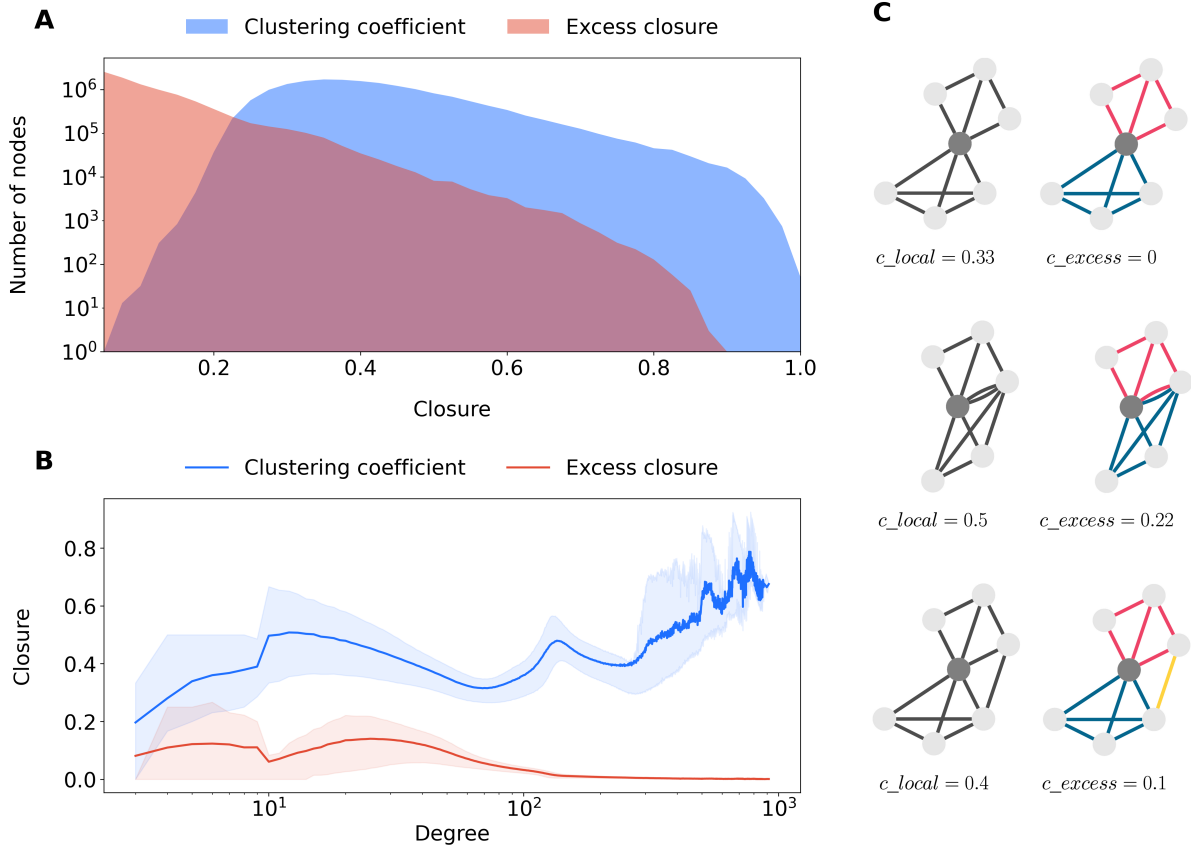 A
Clustering coefficient Excess closure
Number of nodes
10^6
10^5
10^4
10^3
10^2
10^1
10^0
0.2 0.4 0.6 0.8 1.0
Closure
B
Clustering coefficient Excess closure
Closure
0.8
0.6
0.4
0.2
0.0
10^1 10^2 10^3
Degree
C
c_local = 0.33 c_excess = 0
c_local = 0.5 c_excess = 0.22
c_local = 0.4 c_excess = 0.1